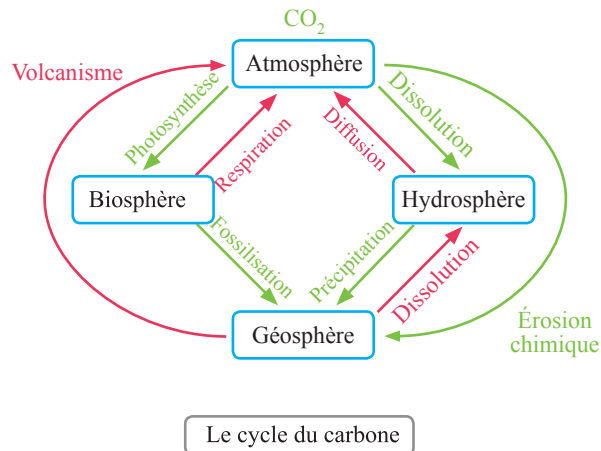 CO2
Volcanisme
Atmosphère
Photosynthèse
Respiration
Diffusion
Dissolution
Biosphère
Hydrosphère
Fossilisation
Précipitation
Dissolution
Géosphère
Érosion
chimique
Le cycle du carbone